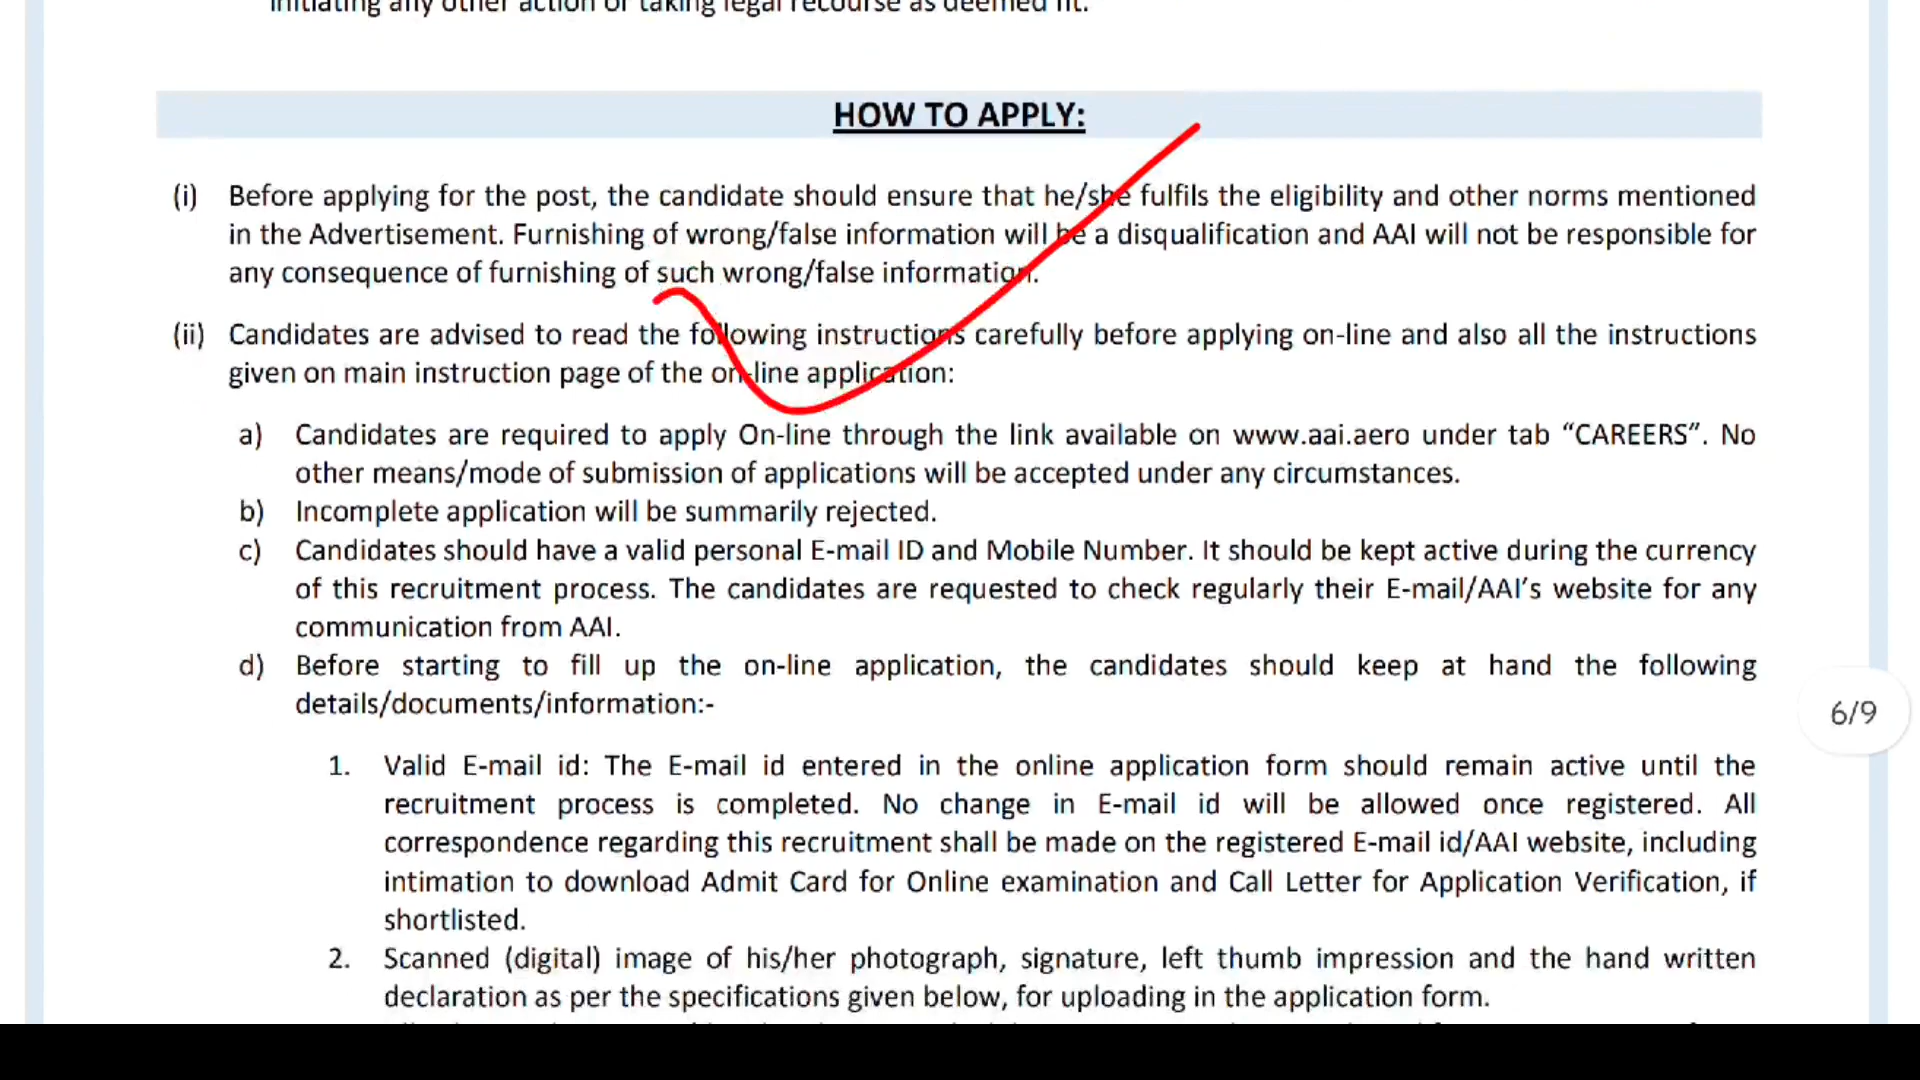 initiating any other action or taking legal recourse as deemed fit.
HOW TO APPLY:
(i) Before applying for the post, the candidate should ensure that he/she fulfils the eligibility and other norms mentioned
in the Advertisement. Furnishing of wrong/false information will be a disqualification and AAI will not be responsible for
any consequence of furnishing of such wrong/false information.
(ii) Candidates are advised to read the following instructions carefully before applying on-line and also all the instructions
given on main instruction page of the on-line application:
a) Candidates are required to apply On-line through the link available on www.aai.aero under tab “CAREERS”. No
other means/mode of submission of applications will be accepted under any circumstances.
b) Incomplete application will be summarily rejected.
c) Candidates should have a valid personal E-mail ID and Mobile Number. It should be kept active during the currency
of this recruitment process. The candidates are requested to check regularly their E-mail/AAI’s website for any
communication from AAI.
d) Before starting to fill up the on-line application, the candidates should keep at hand the following
details/documents/information:-
6/9
1. Valid E-mail id: The E-mail id entered in the online application form should remain active until the
recruitment process is completed. No change in E-mail id will be allowed once registered. All
correspondence regarding this recruitment shall be made on the registered E-mail id/AAI website, including
intimation to download Admit Card for Online examination and Call Letter for Application Verification, if
shortlisted.
2. Scanned (digital) image of his/her photograph, signature, left thumb impression and the hand written
declaration as per the specifications given below, for uploading in the application form.